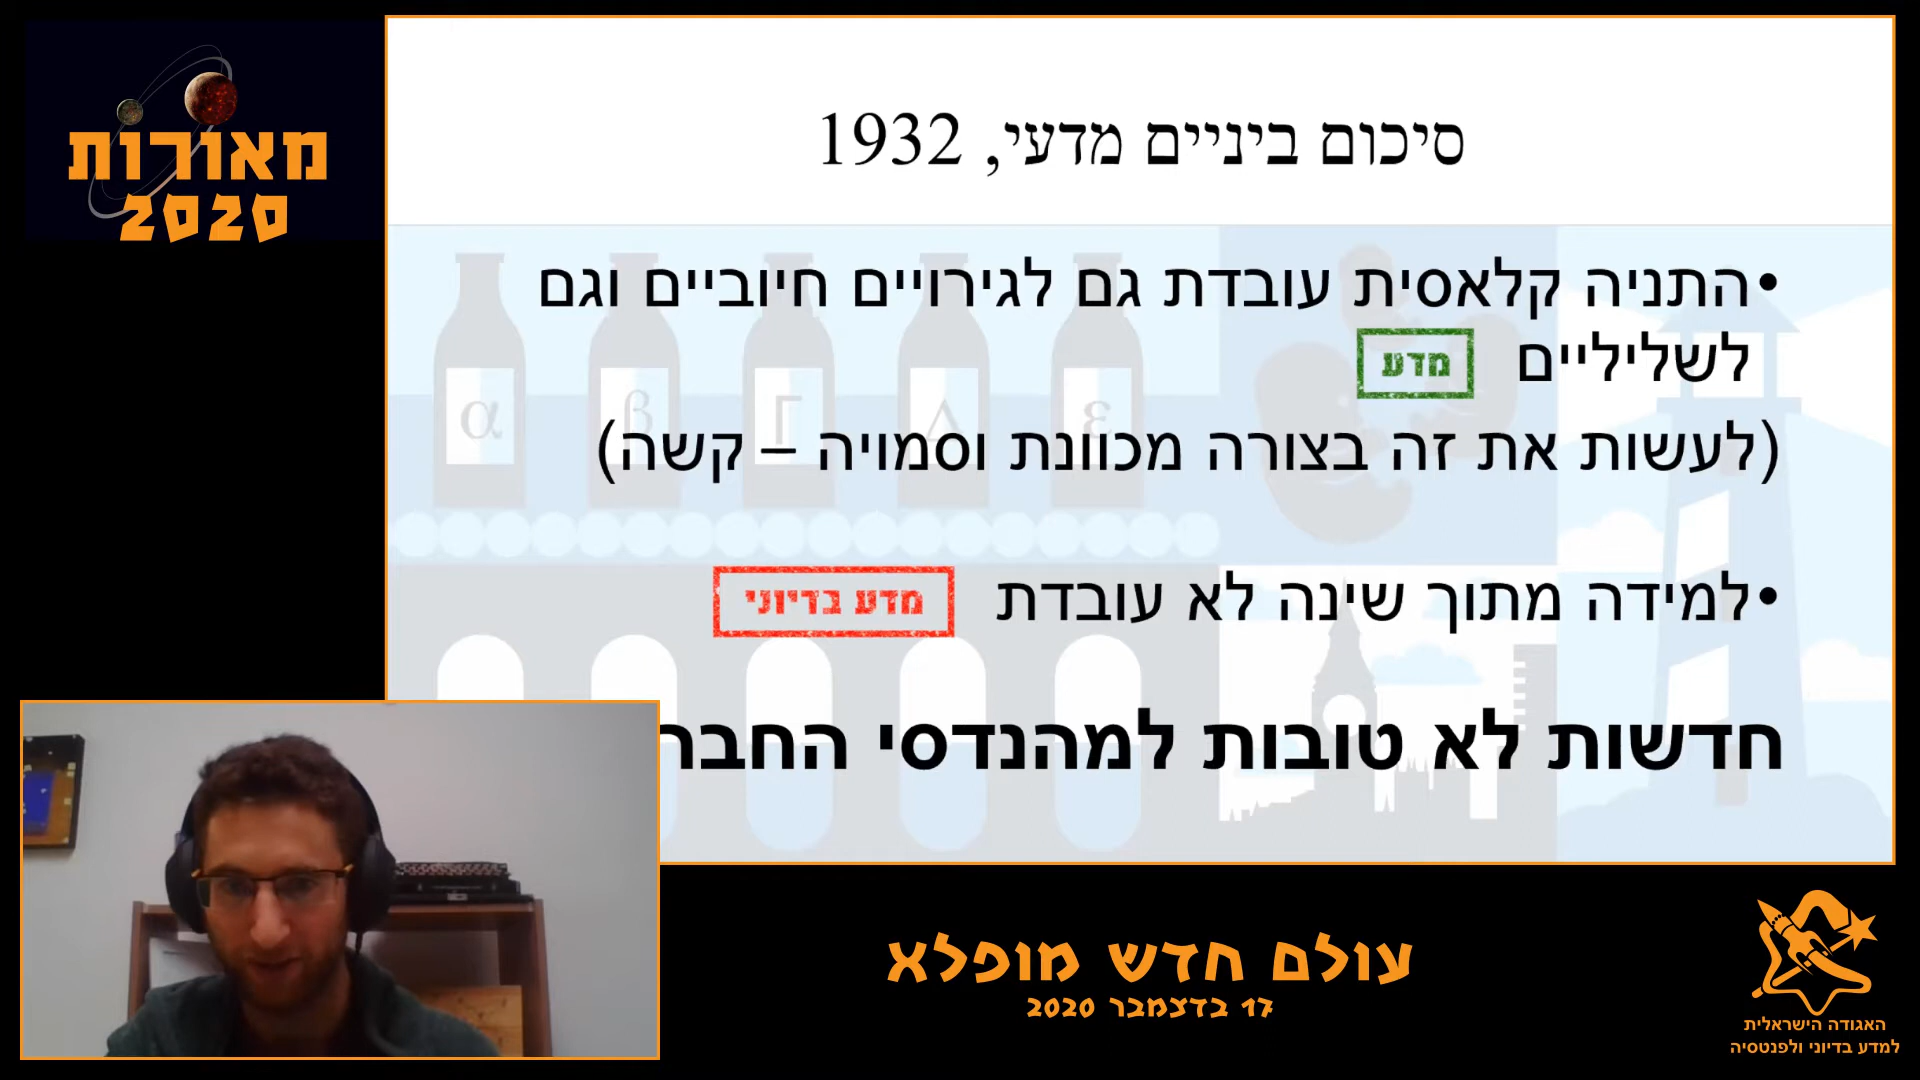 מאורות
2020
סיכום ביניים מדעי, 1932
•התניה קלאסית עובדת גם לגירויים חיוביים וגם
לשליליים מדע
(לעשות את זה בצורה מכוונת וסמויה – קשה)
•למידה מתוך שינה לא עובדת מדע בדיוני
חדשות לא טובות למהנדסי
α β Γ Δ ε
עולם חדש מופלא
17 בדצמבר 2020
האגודה הישראלית
למדע בדיוני ולפנטסיה